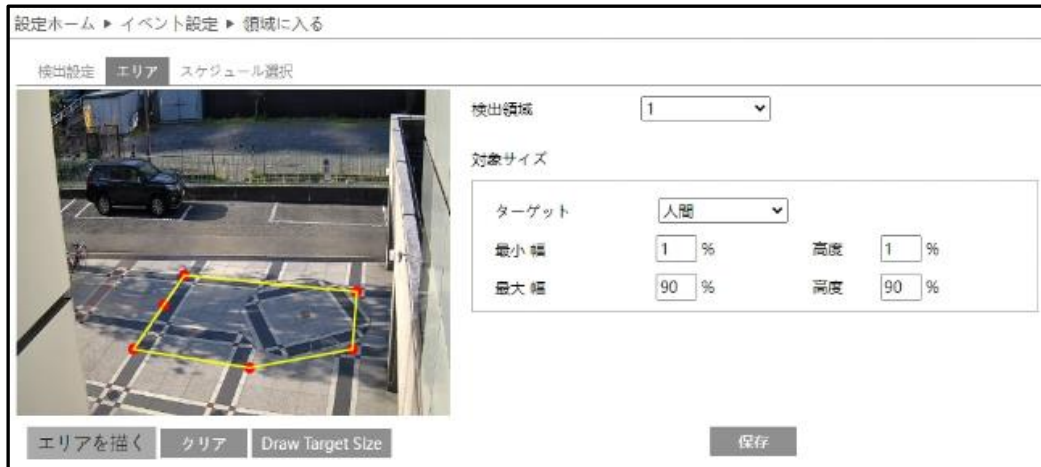 設定ホーム ▶ イベント設定 ▶ 領域に入る
検出設定 エリア スケジュール選択
検出領域 1
対象サイズ
ターゲット 人間
最小 幅 1 % 高度 1 %
最大 幅 90 % 高度 90 %
エリアを描く クリア Draw Target Size 保存